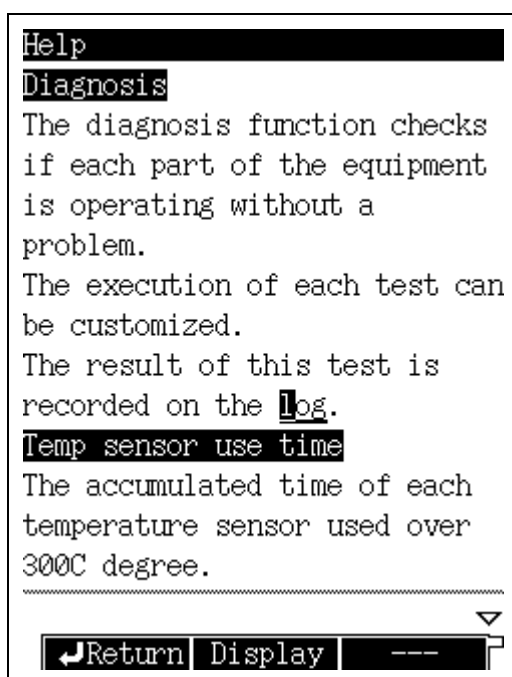 Help
Diagnosis
The diagnosis function checks
if each part of the equipment
is operating without a
problem.
The execution of each test can
be customized.
The result of this test is
recorded on the log.
Temp sensor use time
The accumulated time of each
temperature sensor used over
300C degree.
↵Return Display ---